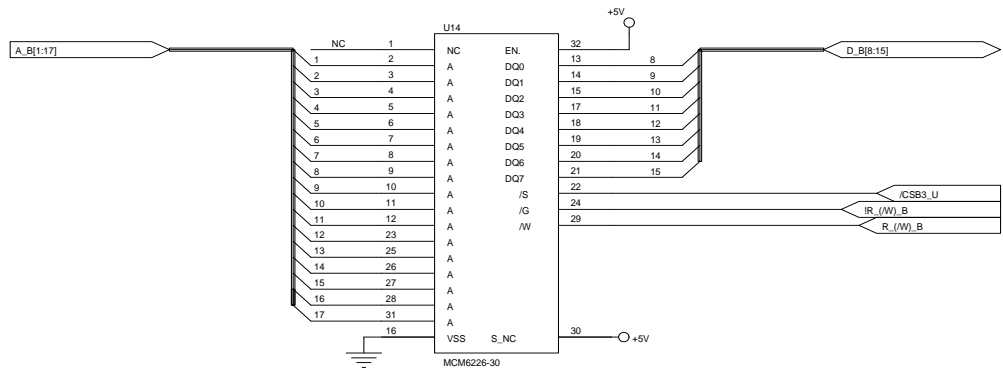 +5V
U14
A_B[1:17]
D_B[8:15]
NC 1 NC EN. 32
1 2 A DQ0 13 8
2 3 A DQ1 14 9
3 4 A DQ2 15 10
4 5 A DQ3 17 11
5 6 A DQ4 18 12
6 7 A DQ5 19 13
7 8 A DQ6 20 14
8 9 A DQ7 21 15
9 10 A /S 22 /CSB3_U
10 11 A /G 24 !R_(/W)_B
11 12 A /W 29 R_(/W)_B
12 23 A
13 25 A
14 26 A
15 27 A
16 28 A
17 31 A
16 VSS S_NC 30 +5V
MCM6226-30